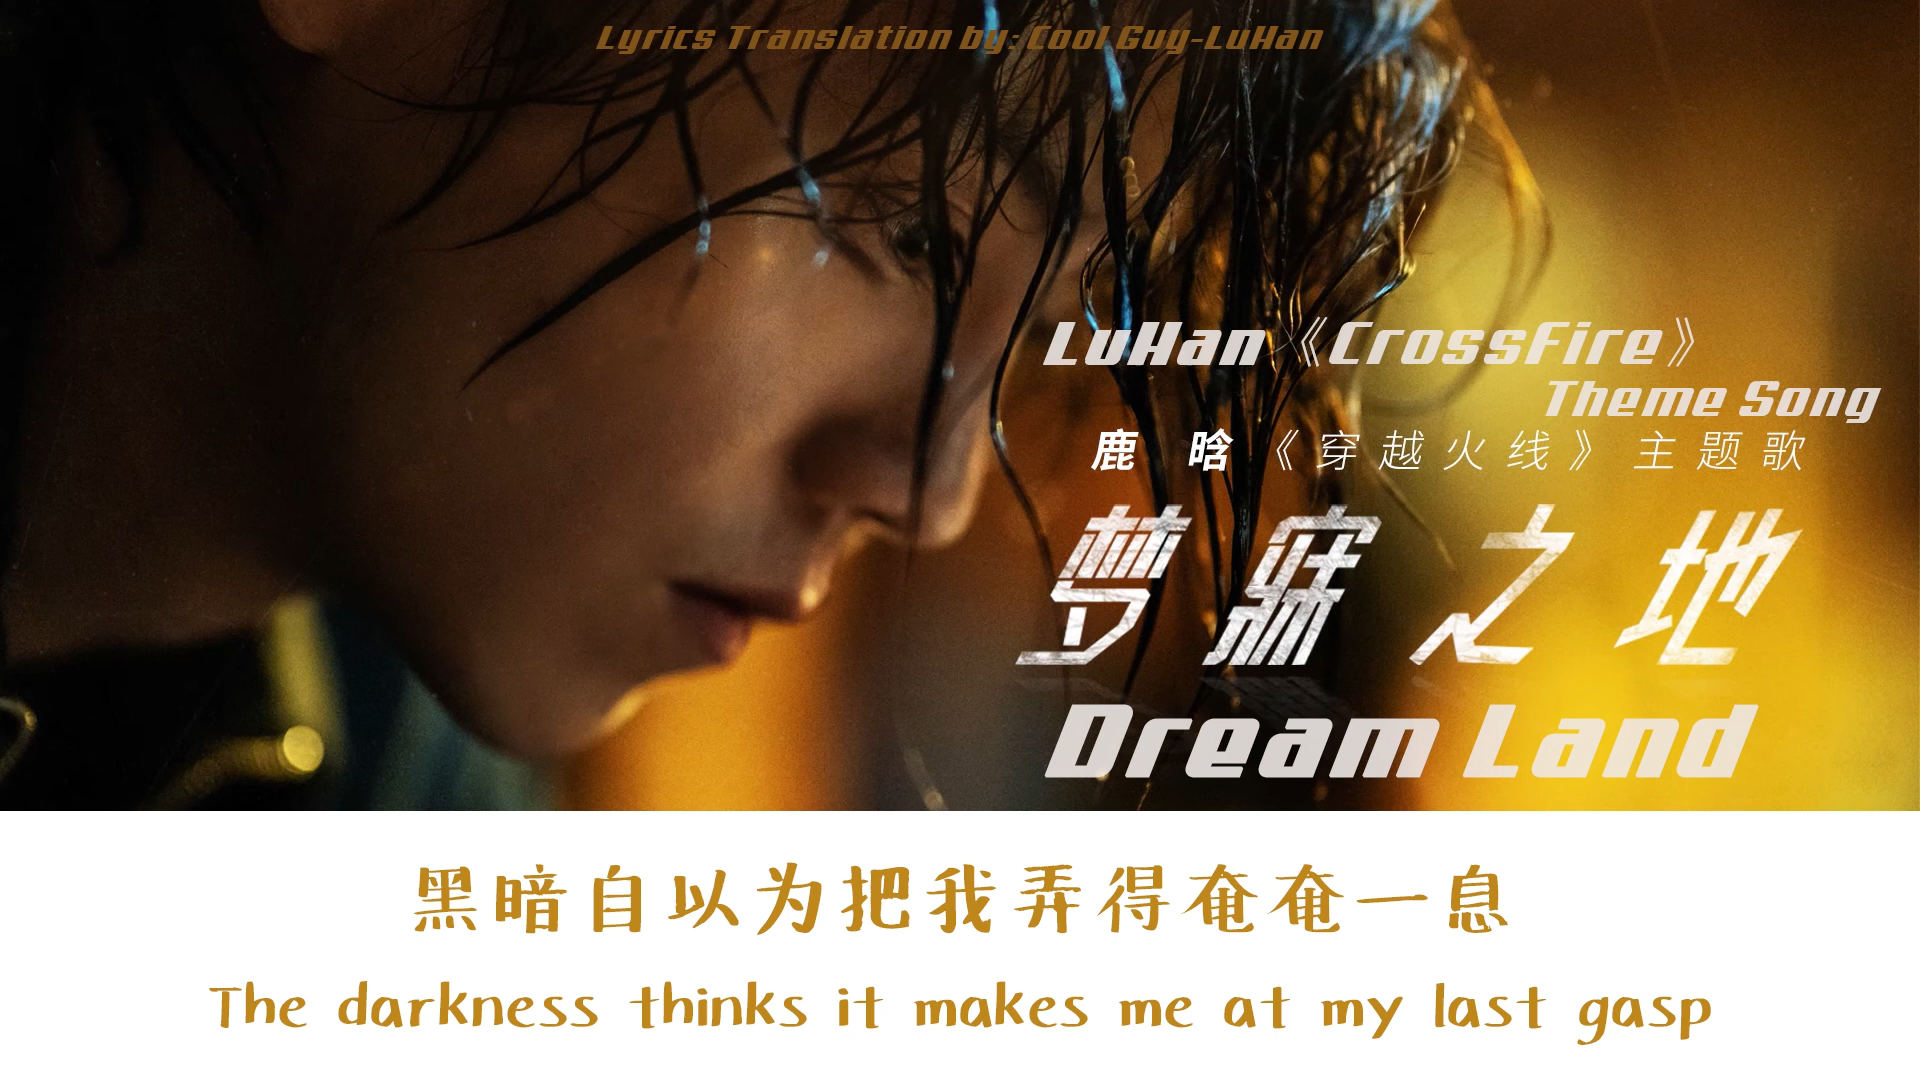 Lyrics Translation by: Cool Guy-LuHan
LuHan《CrossFire》
Theme Song
鹿 晗《穿越火线》主题歌
梦寐之地
Dream Land
黑暗自以为把我弄得奄奄一息
The darkness thinks it makes me at my last gasp